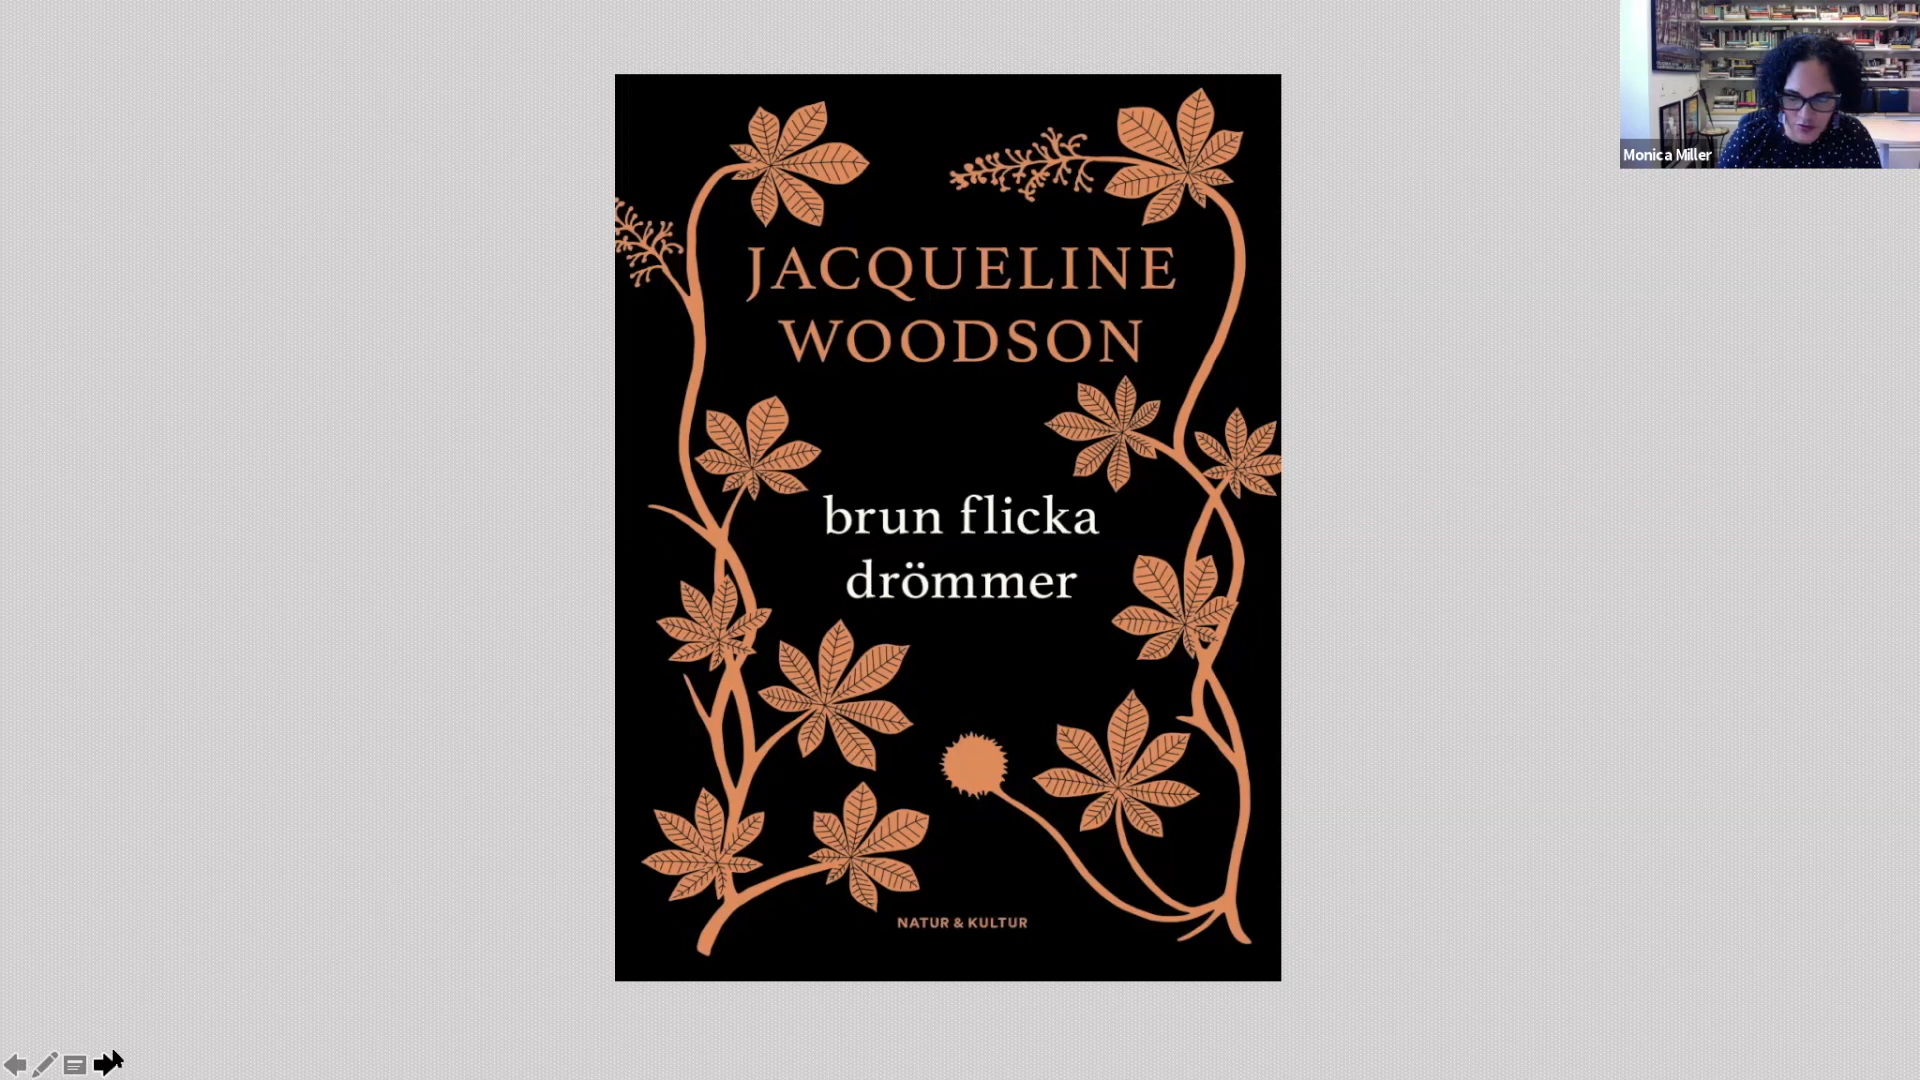 JACQUELINE
WOODSON
brun flicka
drömmer
NATUR & KULTUR
Monica Miller